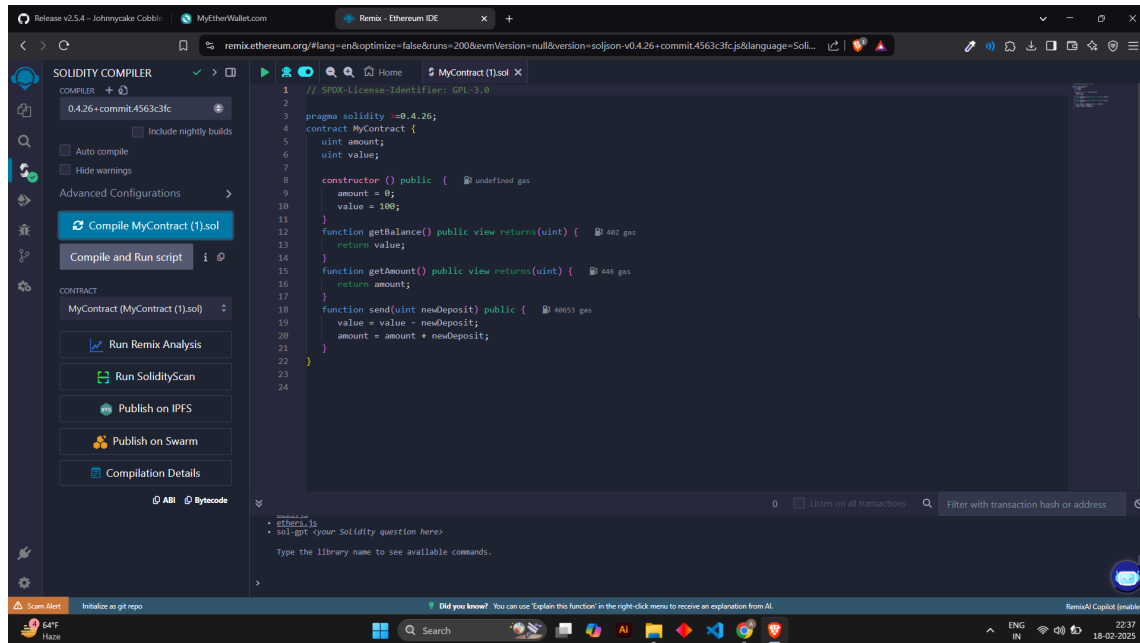 Release v2.5.4 – Johnnycake Cobble
MyEtherWallet.com
Remix - Ethereum IDE
remix.ethereum.org/#lang=en&optimize=false&runs=200&evmVersion=null&version=soljson-v0.4.26+commit.4563c3fc.js&language=Soli...
SOLIDITY COMPILER
COMPILER
0.4.26+commit.4563c3fc
Include nightly builds
Auto compile
Hide warnings
Advanced Configurations
Compile MyContract (1).sol
Compile and Run script
CONTRACT
MyContract (MyContract (1).sol)
Run Remix Analysis
Run SolidityScan
Publish on IPFS
Publish on Swarm
Compilation Details
ABI Bytecode
Home
MyContract (1).sol
1 // SPDX-License-Identifier: GPL-3.0
2
3 pragma solidity >=0.4.26;
4 contract MyContract {
5 uint amount;
6 uint value;
7
8 constructor () public { undefined gas
9 amount = 0;
10 value = 100;
11 }
12 function getBalance() public view returns(uint) { 402 gas
13 return value;
14 }
15 function getAmount() public view returns(uint) { 446 gas
16 return amount;
17 }
18 function send(uint newDeposit) public { 40653 gas
19 value = value - newDeposit;
20 amount = amount + newDeposit;
21 }
22 }
23
24
0 Listen on all transactions Filter with transaction hash or address
• ethers.js
• sol-gpt <your Solidity question here>
Type the library name to see available commands.
>
Scam Alert Initialize as git repo Did you know? You can use 'Explain this function' in the right-click menu to receive an explanation from AI. RemixAI Copilot (enable
4 64°F
Haze
Search
ENG
IN
22:37
18-02-2025